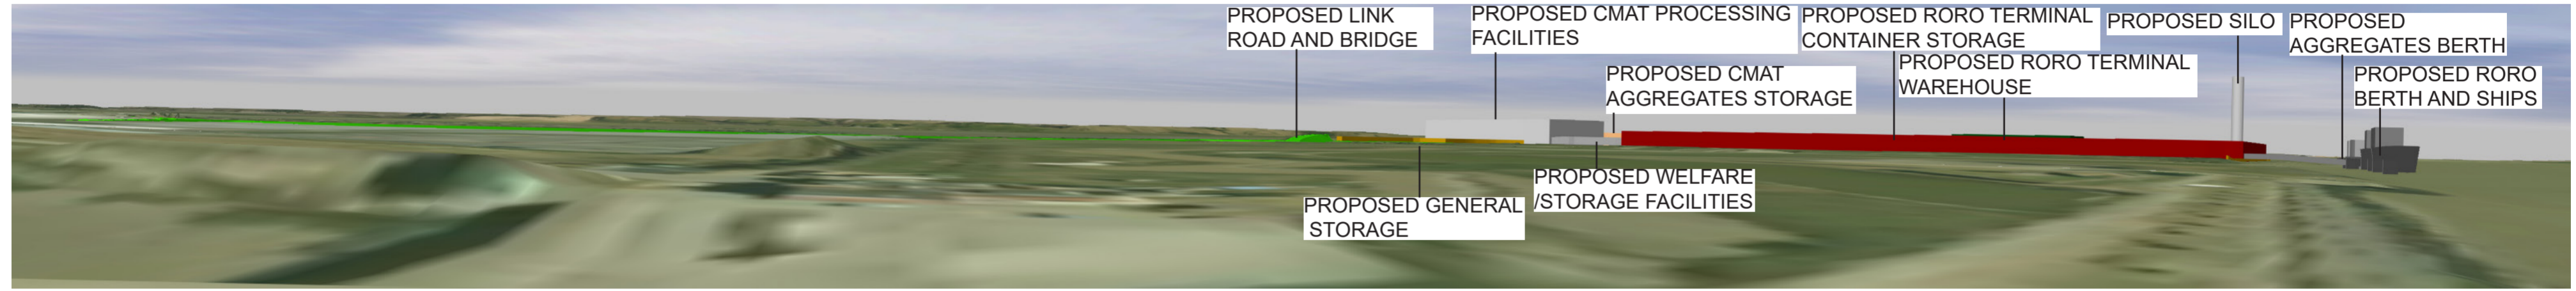 PROPOSED LINK
ROAD AND BRIDGE
PROPOSED CMAT PROCESSING
FACILITIES
PROPOSED RORO TERMINAL
CONTAINER STORAGE
PROPOSED SILO
PROPOSED
AGGREGATES BERTH
PROPOSED CMAT
AGGREGATES STORAGE
PROPOSED RORO TERMINAL
WAREHOUSE
PROPOSED RORO
BERTH AND SHIPS
PROPOSED GENERAL
STORAGE
PROPOSED WELFARE
/STORAGE FACILITIES